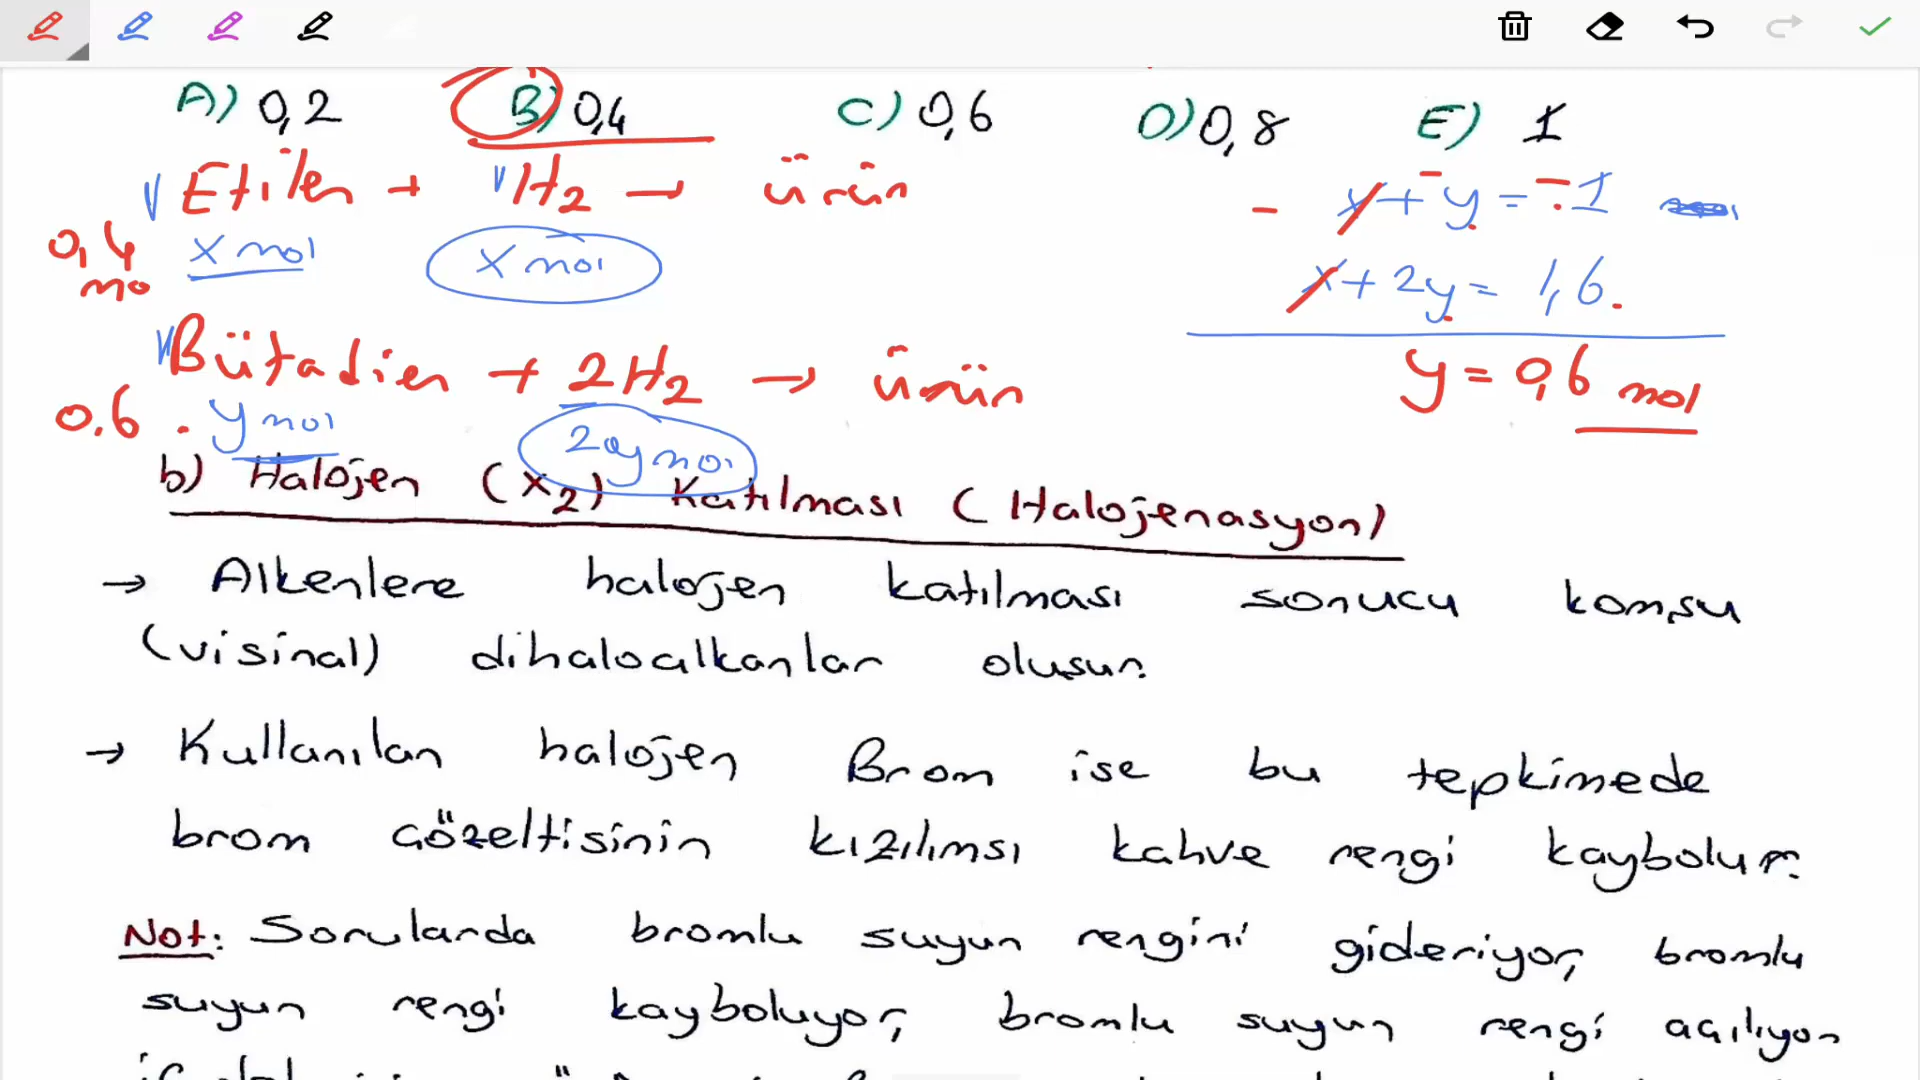 A) 0,2 B) 0,4 C) 0,6 D) 0,8 E) 1
Etilen + H2 → ürün
x + y = 1
0,4 mo
x mol x mol
x + 2y = 1,6
Bütadien + 2H2 → ürün
y = 0,6 mol
0.6 . y mol 2y mol
b) Halojen (X2) Katılması (Halojenasyon)
→ Alkenlere halojen katılması sonucu komşu
(visinal) dihaloalkanlar oluşur.
→ Kullanılan halojen Brom ise bu tepkimede
brom çözeltisinin kızılımsı kahve rengi kaybolur.
Not: Sorularda bromlu suyun rengini gideriyor, bromlu
suyun rengi kayboluyor, bromlu suyun rengi açılıyor